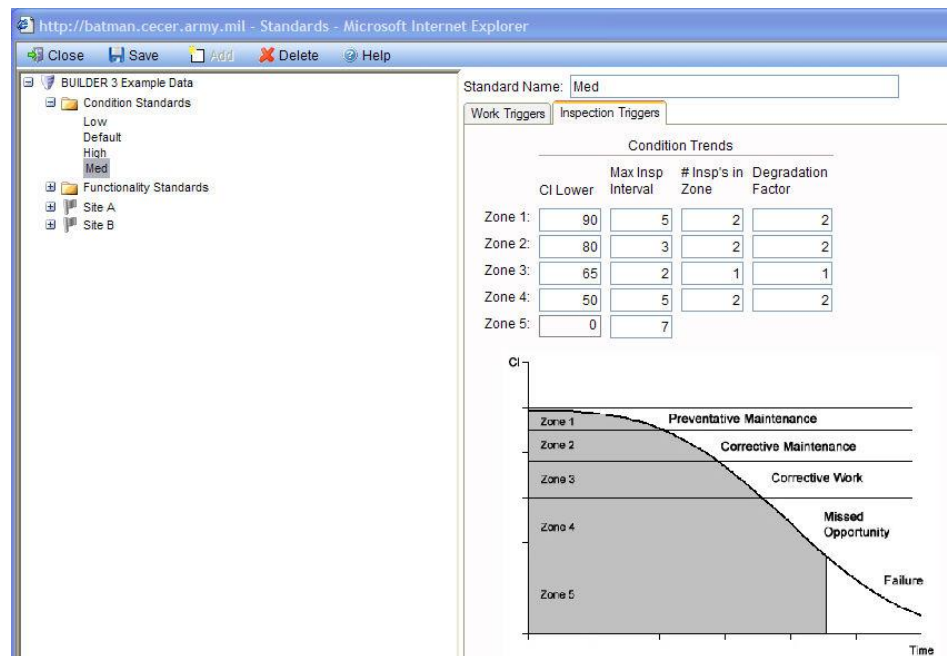 http://batman.cecer.army.mil - Standards - Microsoft Internet Explorer
Close Save Add Delete Help
BUILDER 3 Example Data
Condition Standards
Low
Default
High
Med
Functionality Standards
Site A
Site B
Standard Name: Med
Work Triggers Inspection Triggers
Condition Trends
CI Lower Max Insp Interval # Insp's in Zone Degradation Factor
Zone 1: 90 5 2 2
Zone 2: 80 3 2 2
Zone 3: 65 2 1 1
Zone 4: 50 5 2 2
Zone 5: 0 7
CI
Zone 1 Preventative Maintenance
Zone 2 Corrective Maintenance
Zone 3 Corrective Work
Zone 4 Missed Opportunity
Zone 5 Failure
Time